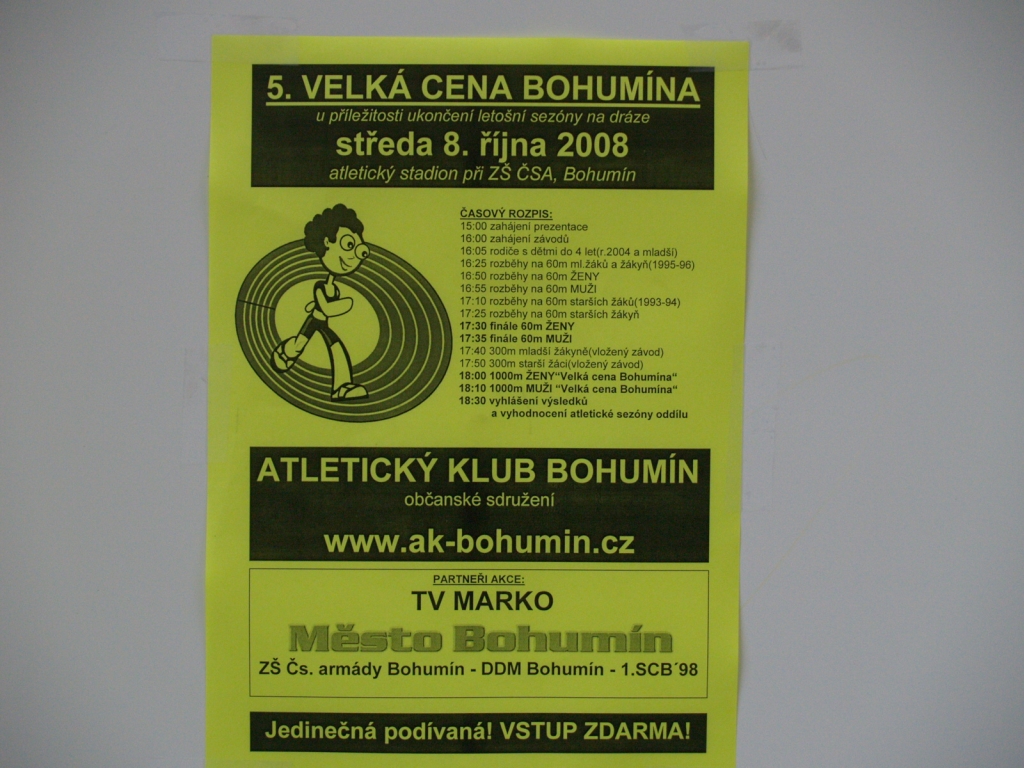 5. VELKÁ CENA BOHUMÍNA
u příležitosti ukončení letošní sezóny na dráze
středa 8. října 2008
atletický stadion při ZŠ ČSA, Bohumín
ČASOVÝ ROZPIS:
15:00 zahájení prezentace
16:00 zahájení závodů
16:05 rodiče s dětmi do 4 let(r.2004 a mladší)
16:25 rozběhy na 60m ml.žáků a žákyň(1995-96)
16:50 rozběhy na 60m ŽENY
16:55 rozběhy na 60m MUŽI
17:10 rozběhy na 60m starších žáků(1993-94)
17:25 rozběhy na 60m starších žákyň
17:30 finále 60m ŽENY
17:35 finále 60m MUŽI
17:40 300m mladší žákyně(vložený závod)
17:50 300m starší žáci(vložený závod)
18:00 1000m ŽENY“Velká cena Bohumína“
18:10 1000m MUŽI “Velká cena Bohumína“
18:30 vyhlášení výsledků
a vyhodnocení atletické sezóny oddílu
ATLETICKÝ KLUB BOHUMÍN
občanské sdružení
www.ak-bohumin.cz
PARTNEŘI AKCE:
TV MARKO
Město Bohumín
ZŠ Čs. armády Bohumín - DDM Bohumín - 1.SCB´98
Jedinečná podívaná! VSTUP ZDARMA!